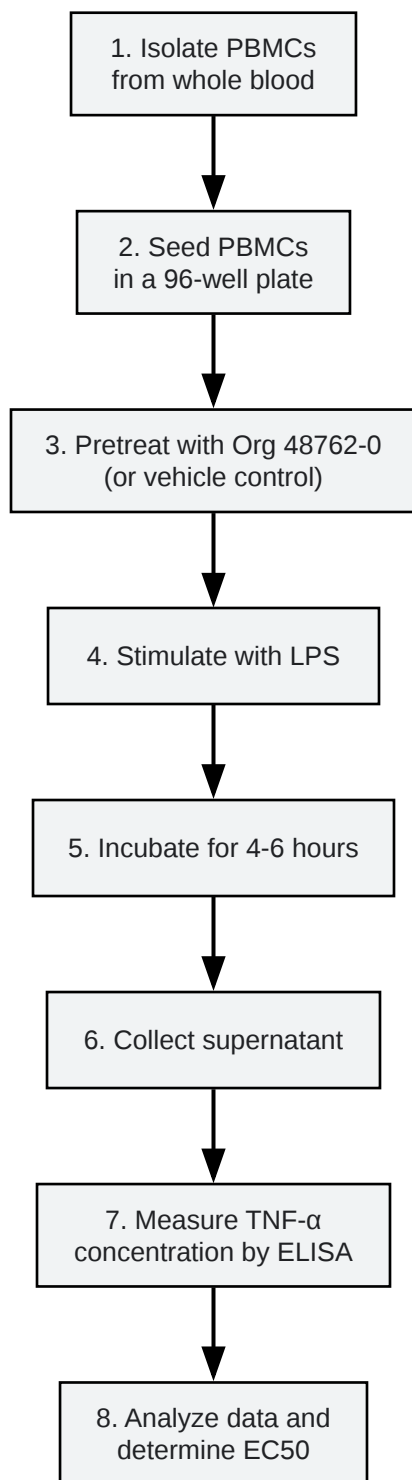 1. Isolate PBMCs
from whole blood
2. Seed PBMCs
in a 96-well plate
3. Pretreat with Org 48762-0
(or vehicle control)
4. Stimulate with LPS
5. Incubate for 4-6 hours
6. Collect supernatant
7. Measure TNF-α
concentration by ELISA
8. Analyze data and
determine EC50